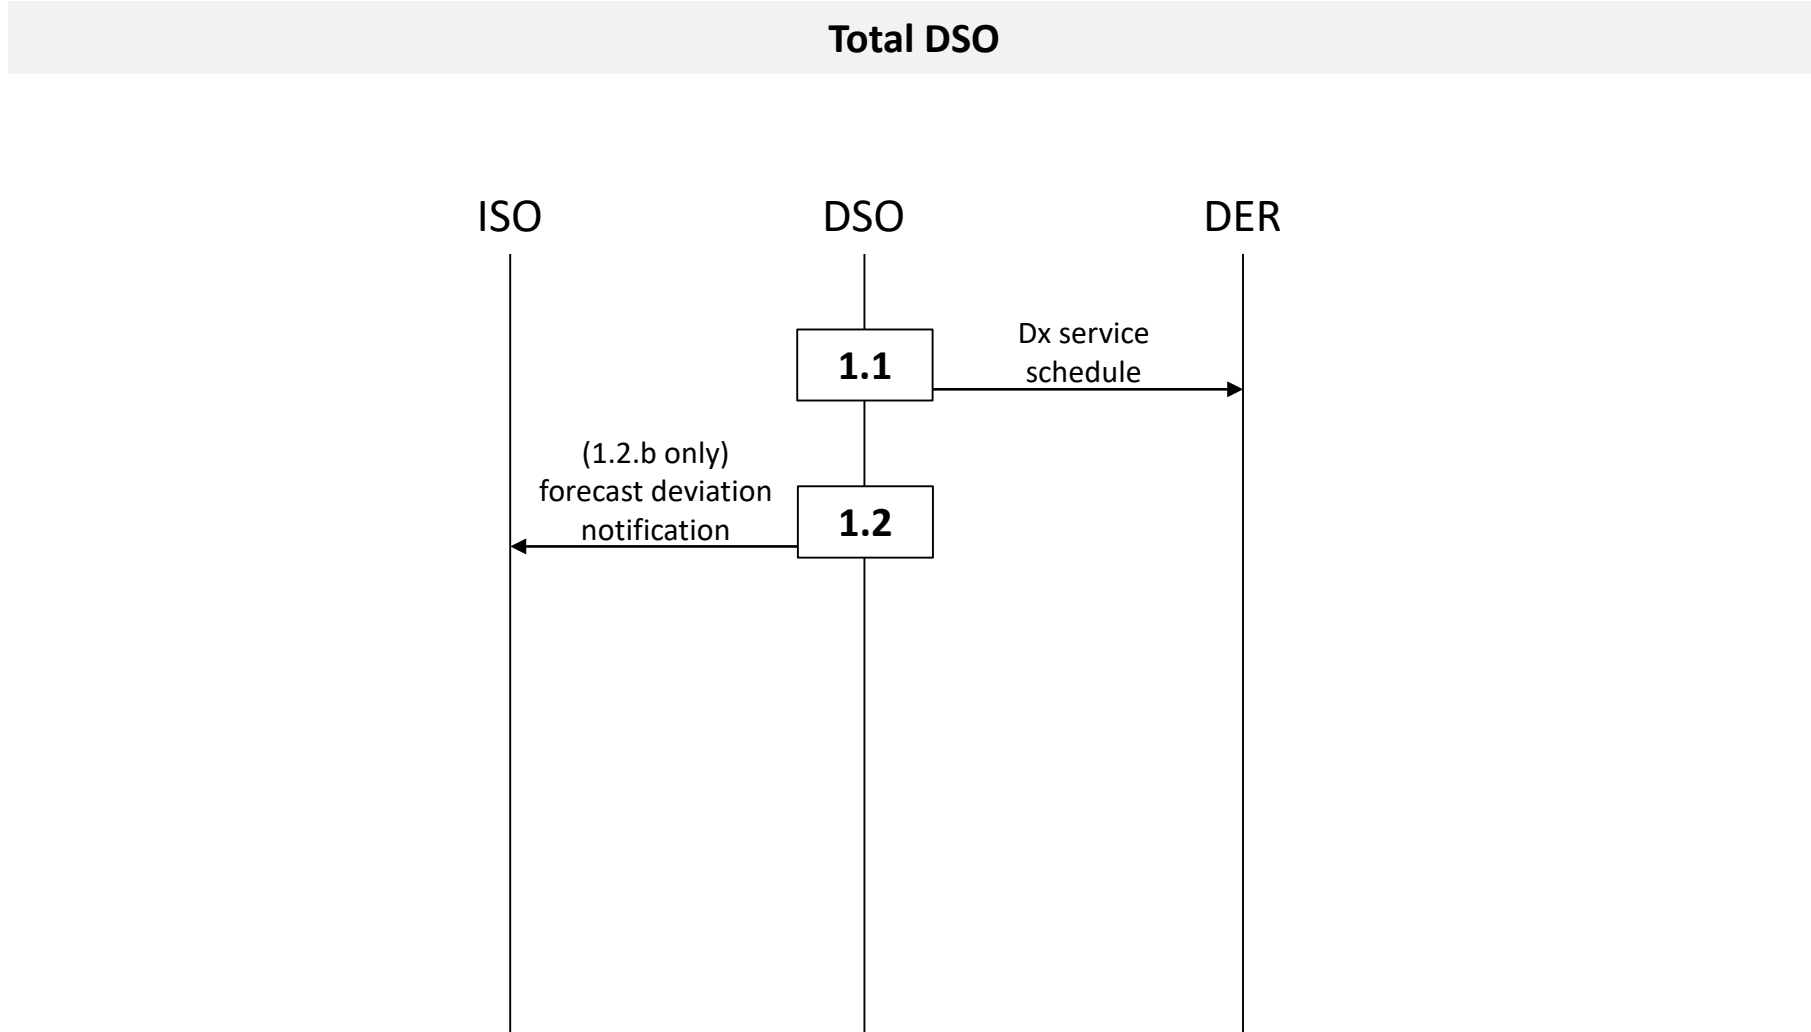 Total DSO
ISO
DSO
DER
Dx service
schedule
1.1
(1.2.b only)
forecast deviation
notification
1.2